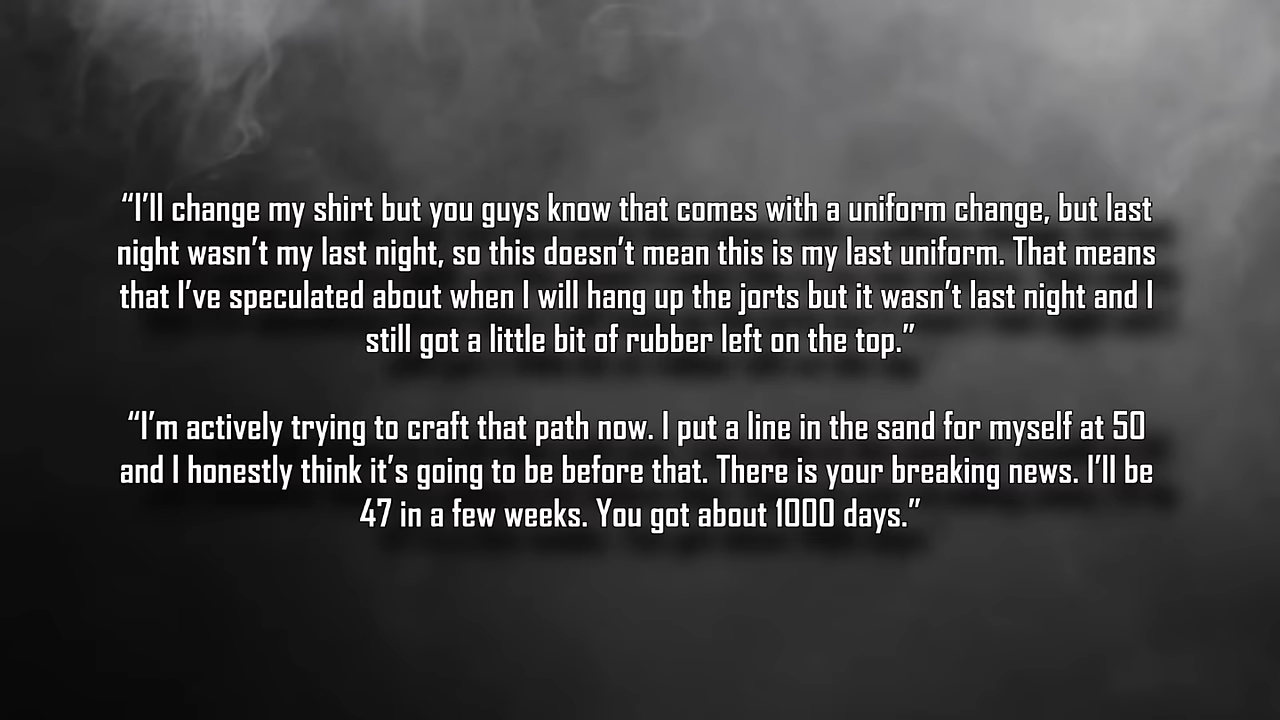 “I’ll change my shirt but you guys know that comes with a uniform change, but last
night wasn’t my last night, so this doesn’t mean this is my last uniform. That means
that I’ve speculated about when I will hang up the jorts but it wasn’t last night and I
still got a little bit of rubber left on the top.”
“I’m actively trying to craft that path now. I put a line in the sand for myself at 50
and I honestly think it’s going to be before that. There is your breaking news. I’ll be
47 in a few weeks. You got about 1000 days.”